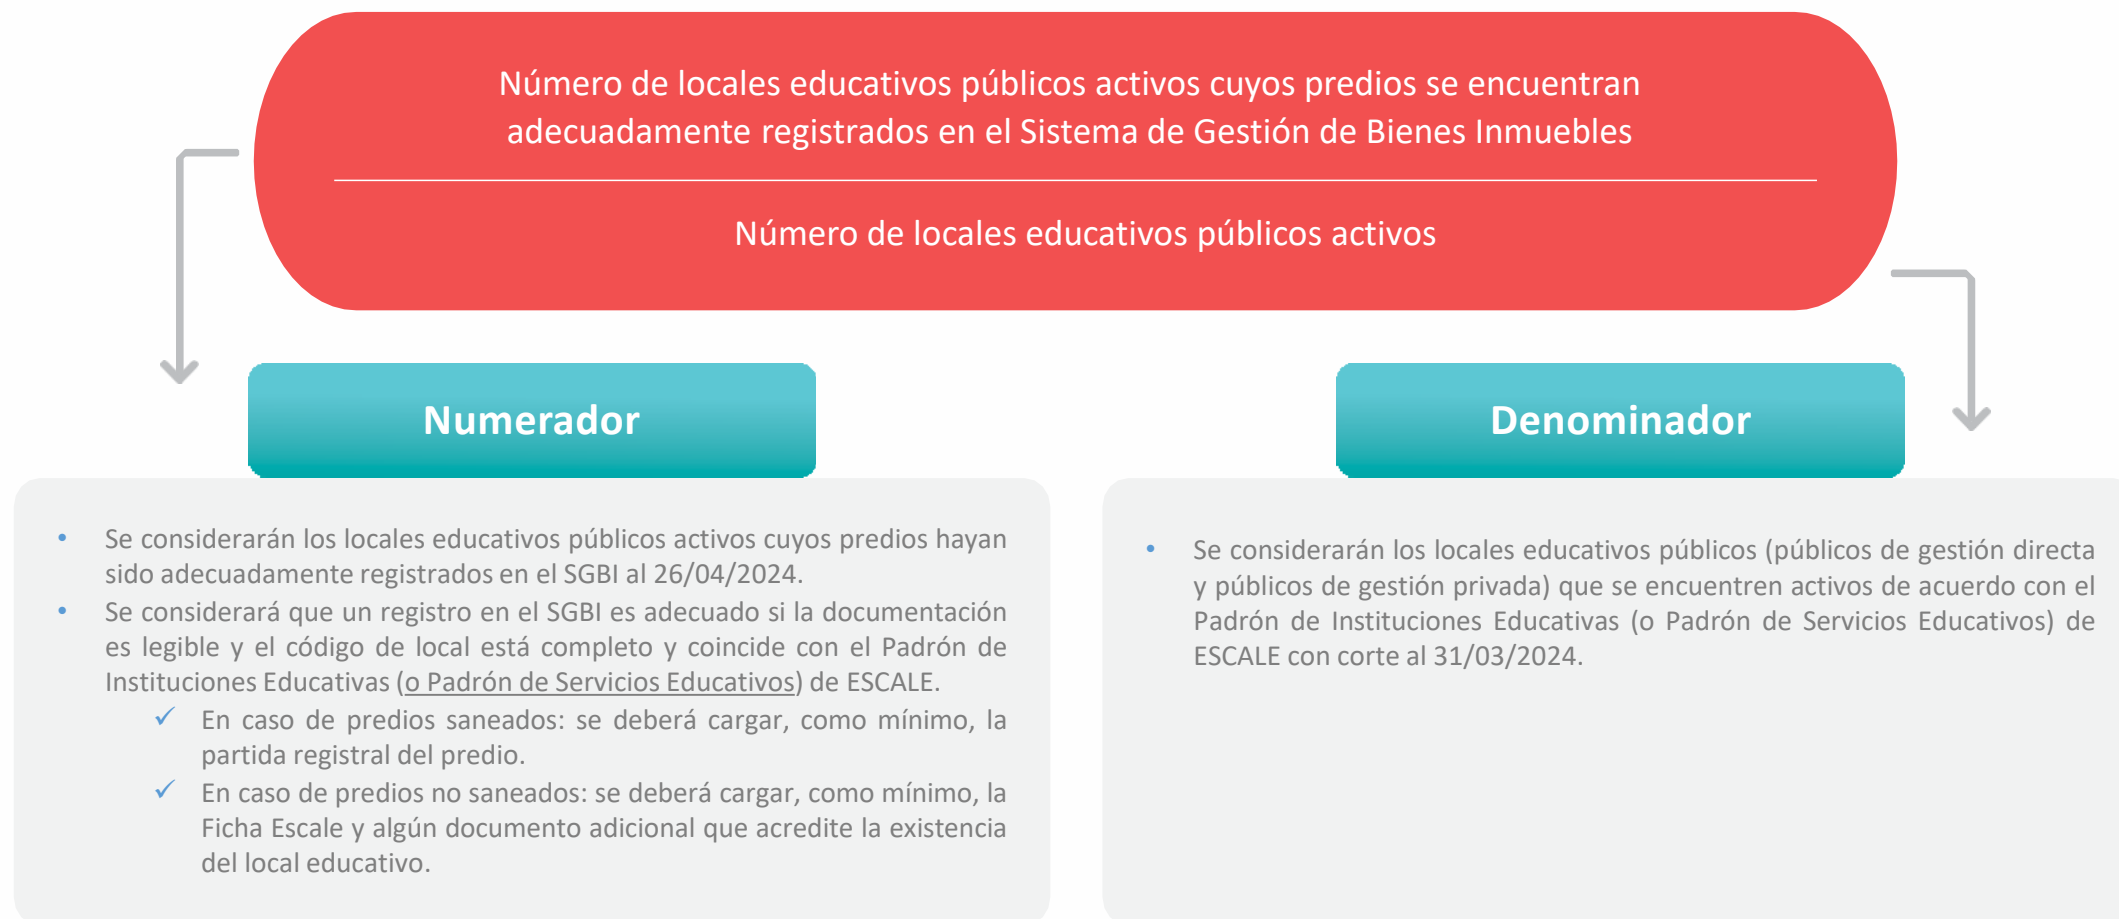 Número de locales educativos públicos activos cuyos predios se encuentran
adecuadamente registrados en el Sistema de Gestión de Bienes Inmuebles
Número de locales educativos públicos activos
Numerador
• Se considerarán los locales educativos públicos activos cuyos predios hayan
sido adecuadamente registrados en el SGBI al 26/04/2024.
• Se considerará que un registro en el SGBI es adecuado si la documentación
es legible y el código de local está completo y coincide con el Padrón de
Instituciones Educativas (o Padrón de Servicios Educativos) de ESCALE.
✓ En caso de predios saneados: se deberá cargar, como mínimo, la
partida registral del predio.
✓ En caso de predios no saneados: se deberá cargar, como mínimo, la
Ficha Escale y algún documento adicional que acredite la existencia
del local educativo.
Denominador
• Se considerarán los locales educativos públicos (públicos de gestión directa
y públicos de gestión privada) que se encuentren activos de acuerdo con el
Padrón de Instituciones Educativas (o Padrón de Servicios Educativos) de
ESCALE con corte al 31/03/2024.